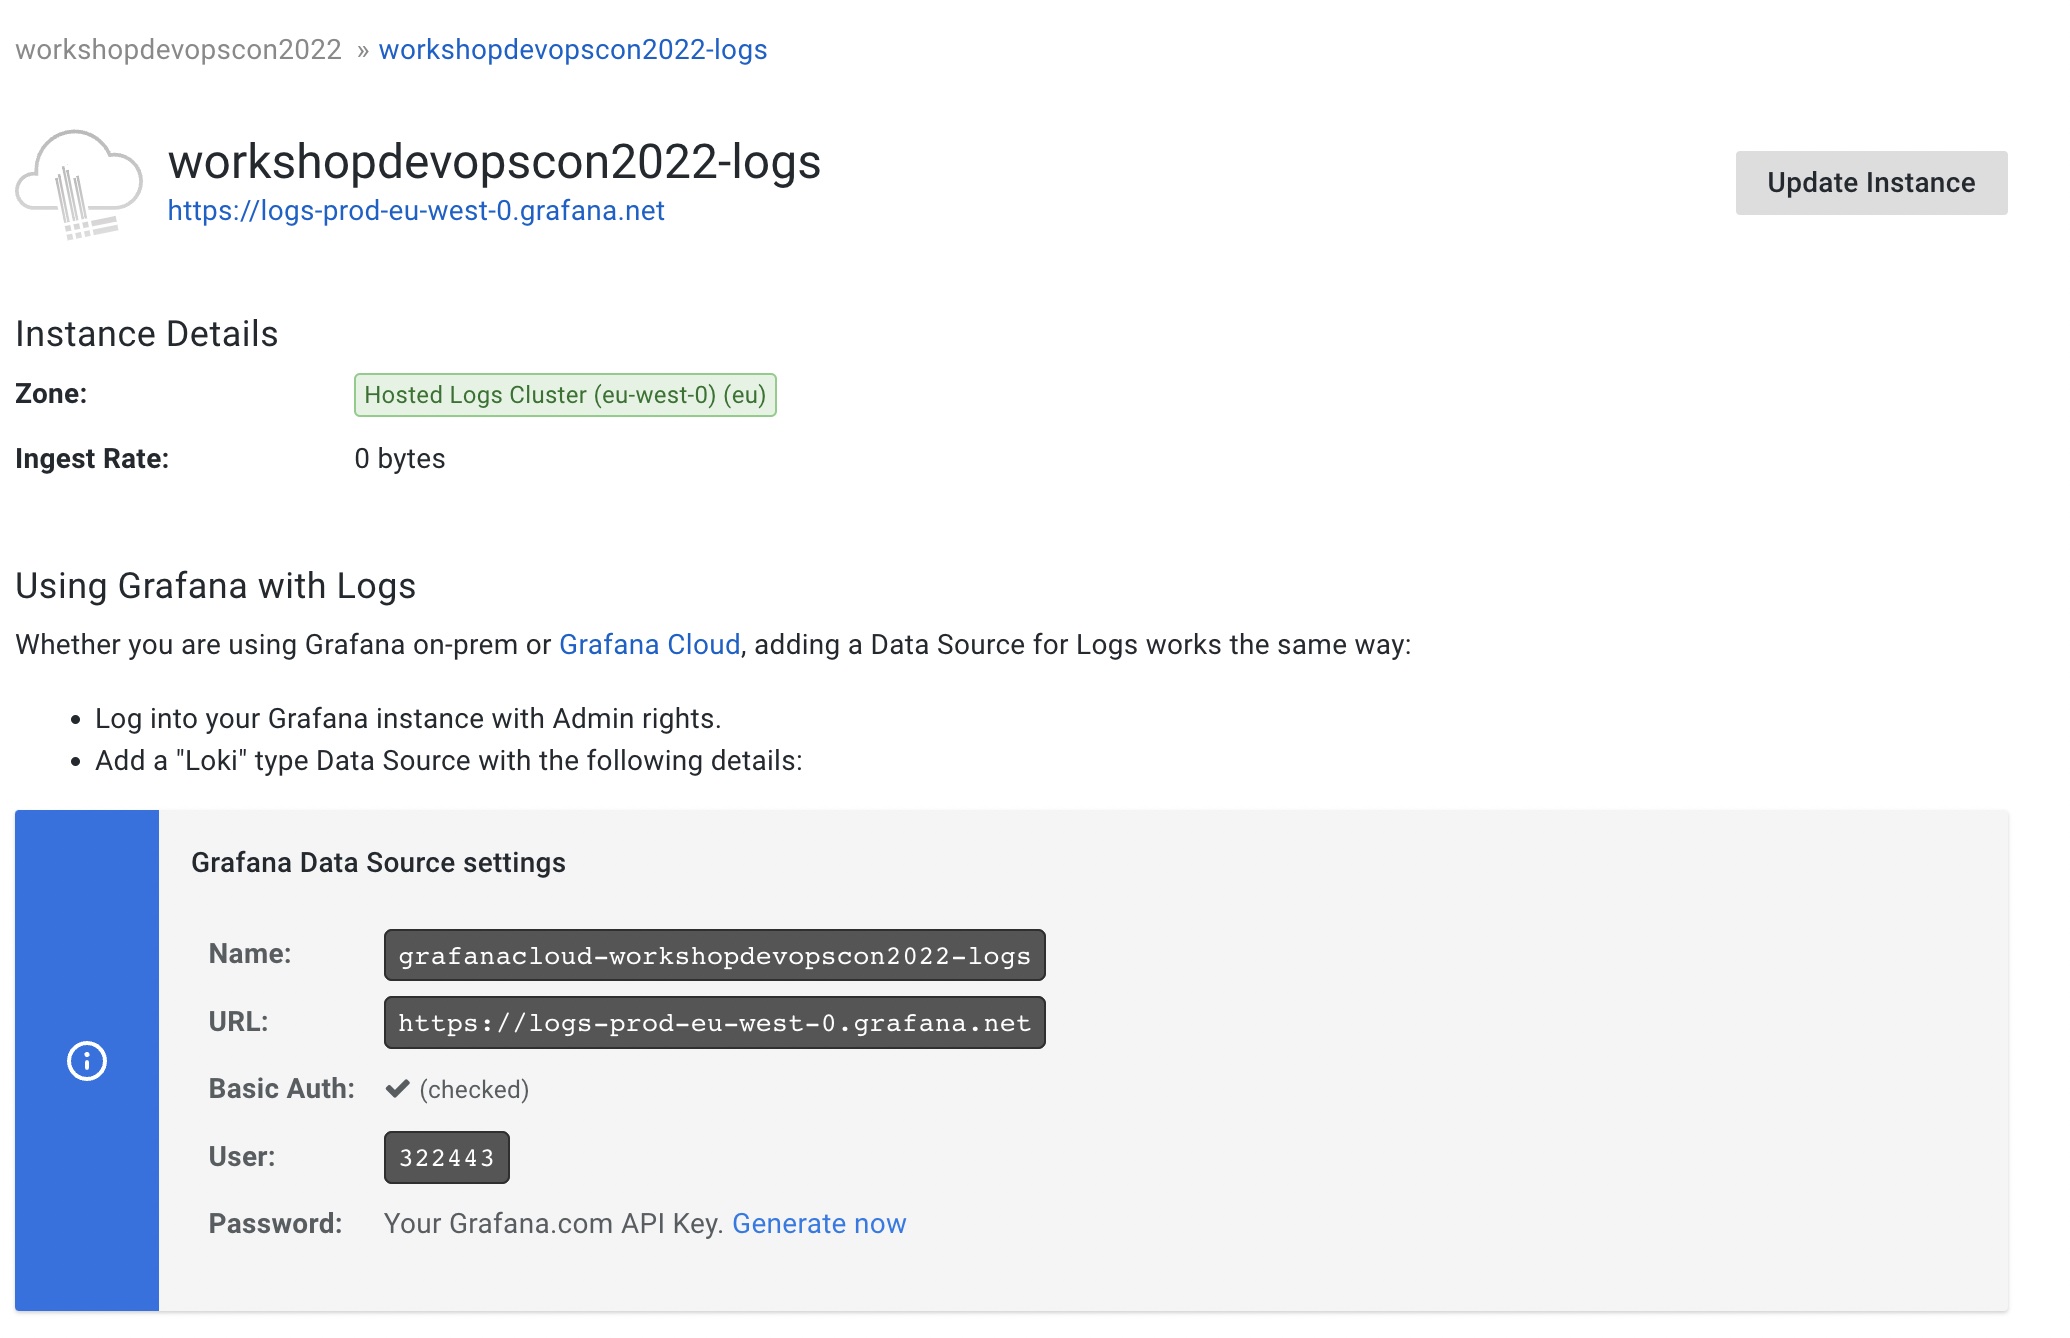 workshopdevopscon2022 » workshopdevopscon2022-logs
workshopdevopscon2022-logs
https://logs-prod-eu-west-0.grafana.net
Update Instance
Instance Details
Zone: Hosted Logs Cluster (eu-west-0) (eu)
Ingest Rate: 0 bytes
Using Grafana with Logs
Whether you are using Grafana on-prem or Grafana Cloud, adding a Data Source for Logs works the same way:
• Log into your Grafana instance with Admin rights.
• Add a "Loki" type Data Source with the following details:
Grafana Data Source settings
Name: grafanacloud-workshopdevopscon2022-logs
URL: https://logs-prod-eu-west-0.grafana.net
Basic Auth: ✔ (checked)
User: 322443
Password: Your Grafana.com API Key. Generate now